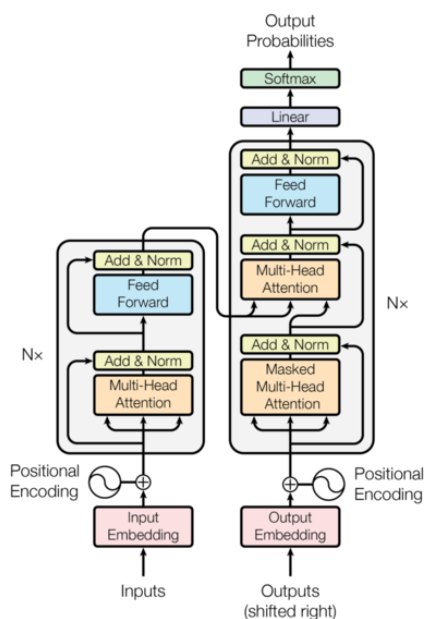 Output
Probabilities
Softmax
Linear
Add & Norm
Feed
Forward
Add & Norm
Multi-Head
Attention
Add & Norm
Masked
Multi-Head
Attention
Nx
Positional
Encoding
Output
Embedding
Outputs
(shifted right)
Add & Norm
Feed
Forward
Add & Norm
Multi-Head
Attention
Nx
Positional
Encoding
Input
Embedding
Inputs